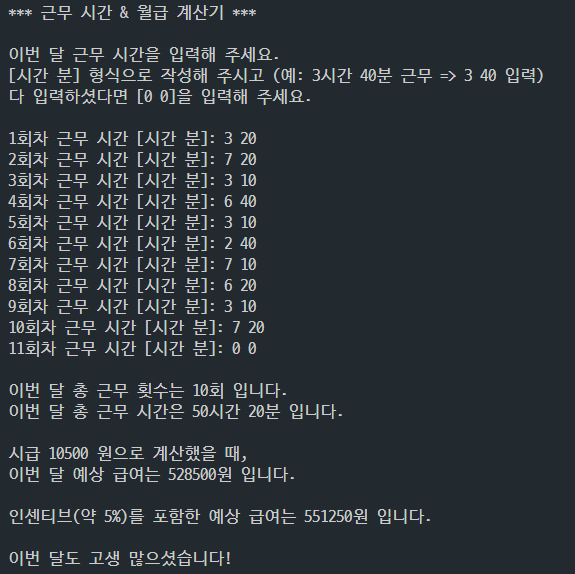 *** 근무 시간 & 월급 계산기 ***
이번 달 근무 시간을 입력해 주세요.
[시간 분] 형식으로 작성해 주시고 (예: 3시간 40분 근무 => 3 40 입력)
다 입력하셨다면 [0 0]을 입력해 주세요.
1회차 근무 시간 [시간 분]: 3 20
2회차 근무 시간 [시간 분]: 7 20
3회차 근무 시간 [시간 분]: 3 10
4회차 근무 시간 [시간 분]: 6 40
5회차 근무 시간 [시간 분]: 3 10
6회차 근무 시간 [시간 분]: 2 40
7회차 근무 시간 [시간 분]: 7 10
8회차 근무 시간 [시간 분]: 6 20
9회차 근무 시간 [시간 분]: 3 10
10회차 근무 시간 [시간 분]: 7 20
11회차 근무 시간 [시간 분]: 0 0
이번 달 총 근무 횟수는 10회 입니다.
이번 달 총 근무 시간은 50시간 20분 입니다.
시급 10500 원으로 계산했을 때,
이번 달 예상 급여는 528500원 입니다.
인센티브(약 5%)를 포함한 예상 급여는 551250원 입니다.
이번 달도 고생 많으셨습니다!